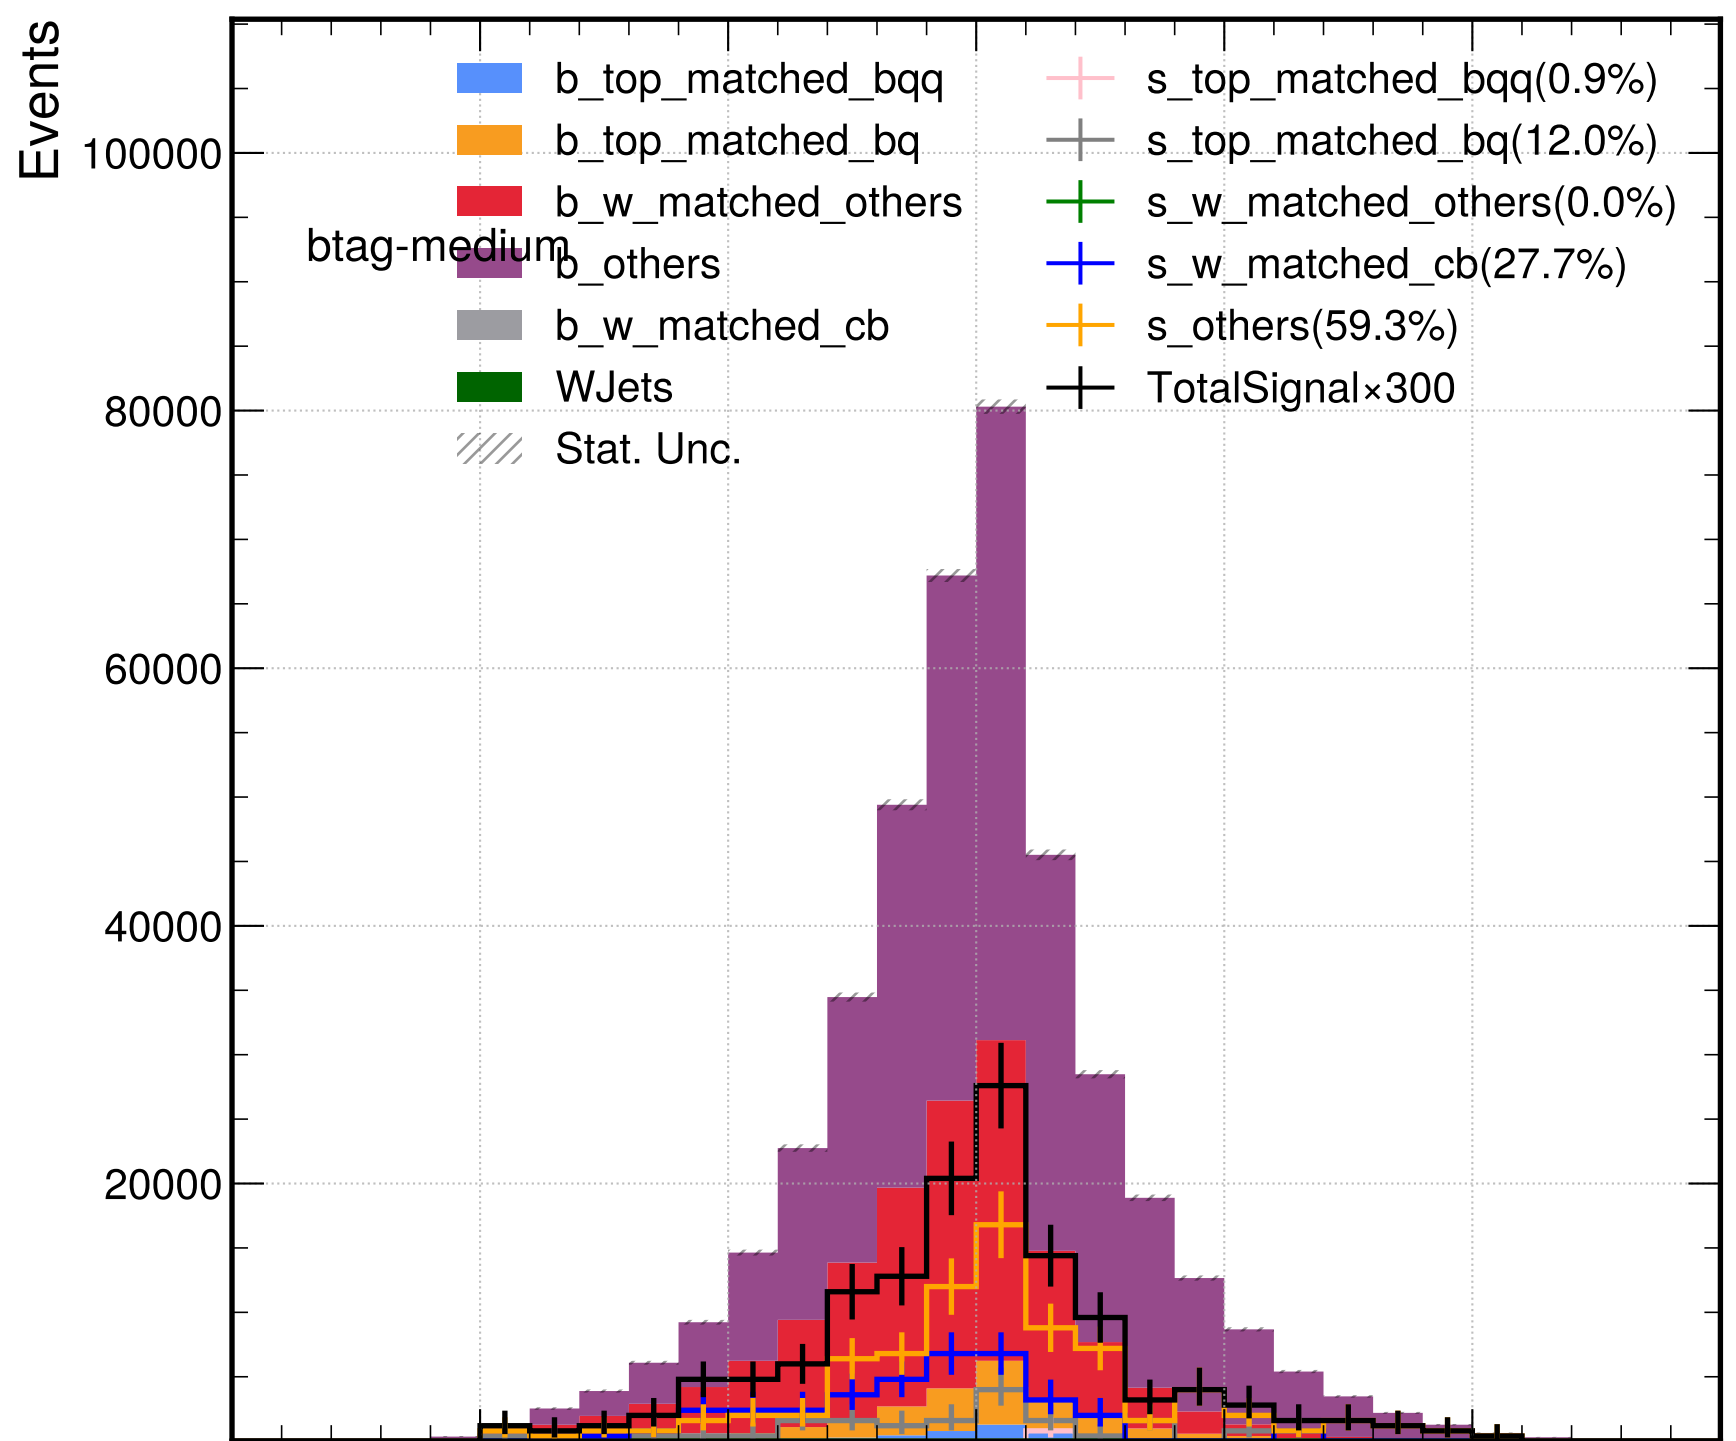 Events
100000
80000
60000
40000
20000
btag-medium
b_top_matched_bqq
b_top_matched_bq
b_w_matched_others
b_others
b_w_matched_cb
WJets
Stat. Unc.
s_top_matched_bqq(0.9%)
s_top_matched_bq(12.0%)
s_w_matched_others(0.0%)
s_w_matched_cb(27.7%)
s_others(59.3%)
TotalSignal×300